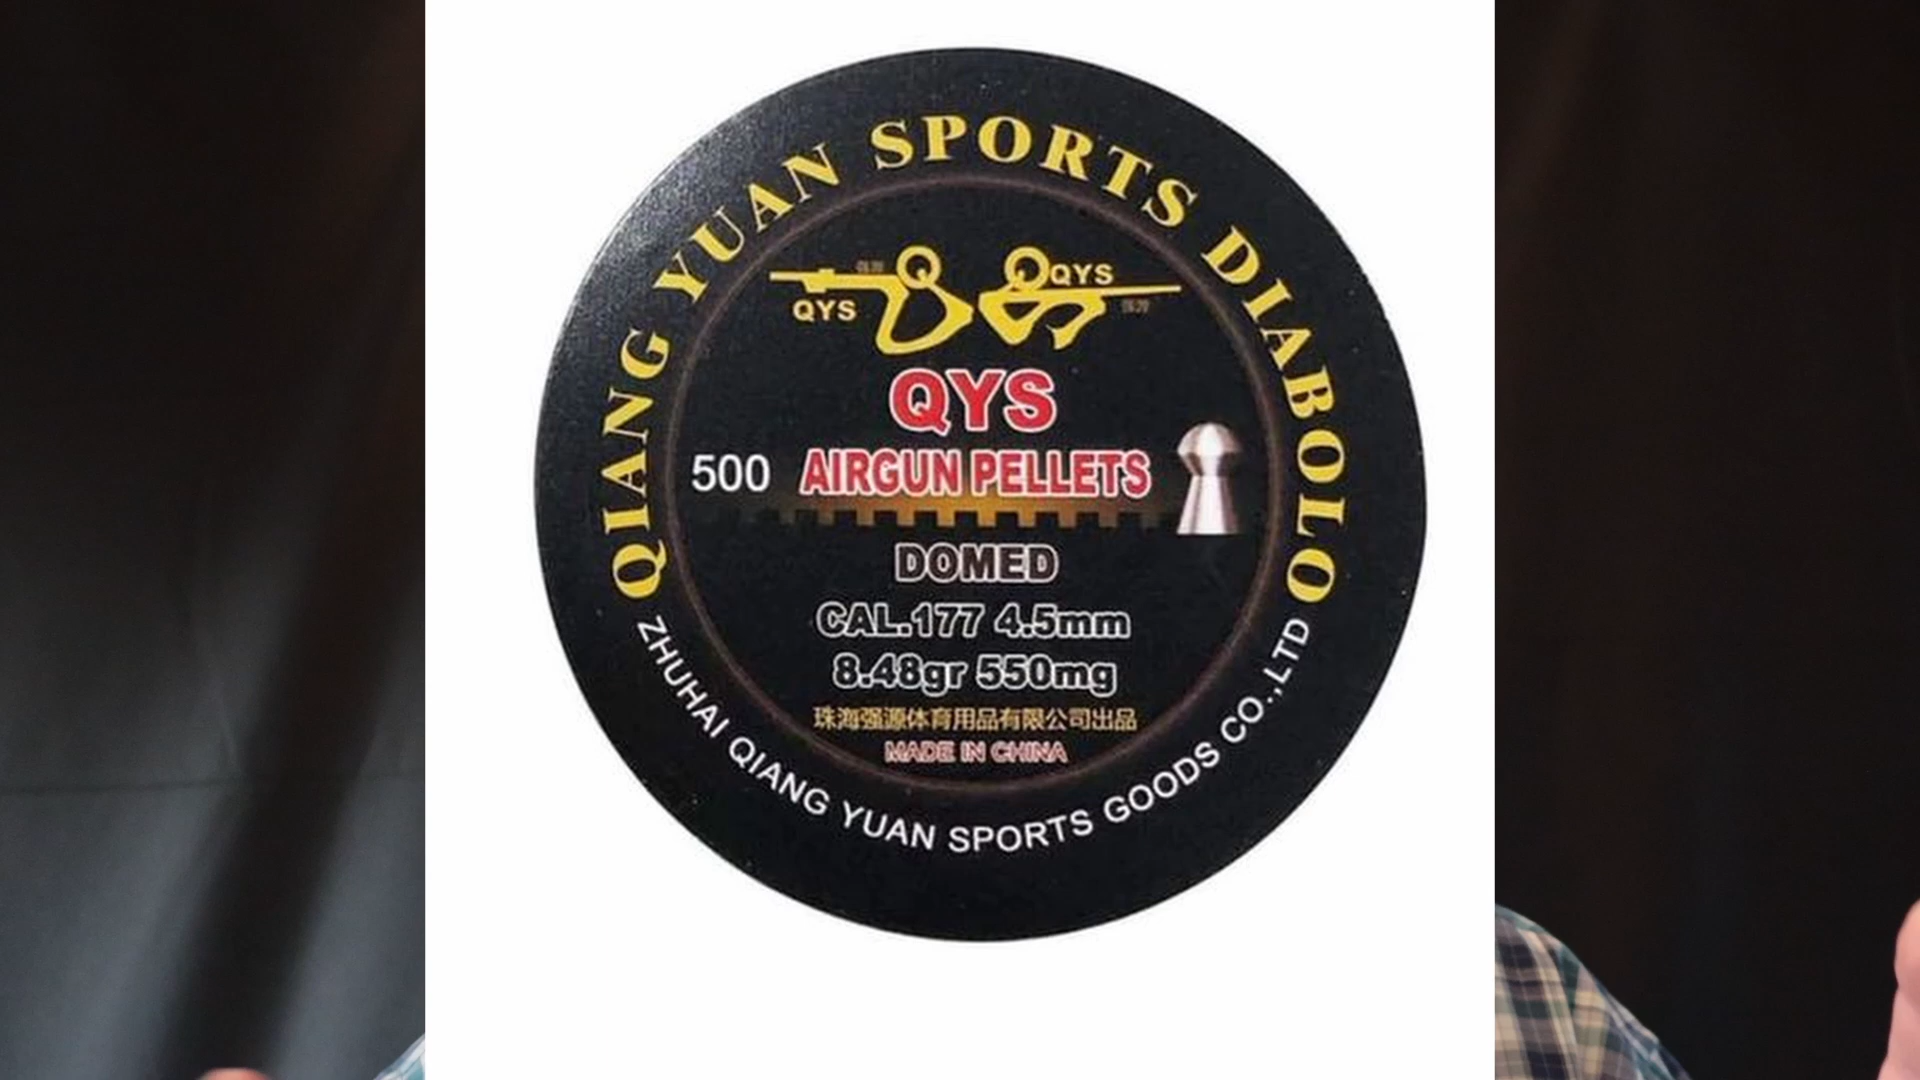 QIANG YUAN SPORTS DIABOLO
QYS
QYS
QYS
500 AIRGUN PELLETS
DOMED
CAL.177 4.5mm
8.48gr 550mg
珠海强源体育用品有限公司出品
MADE IN CHINA
ZHUHAI QIANG YUAN SPORTS GOODS CO.,LTD